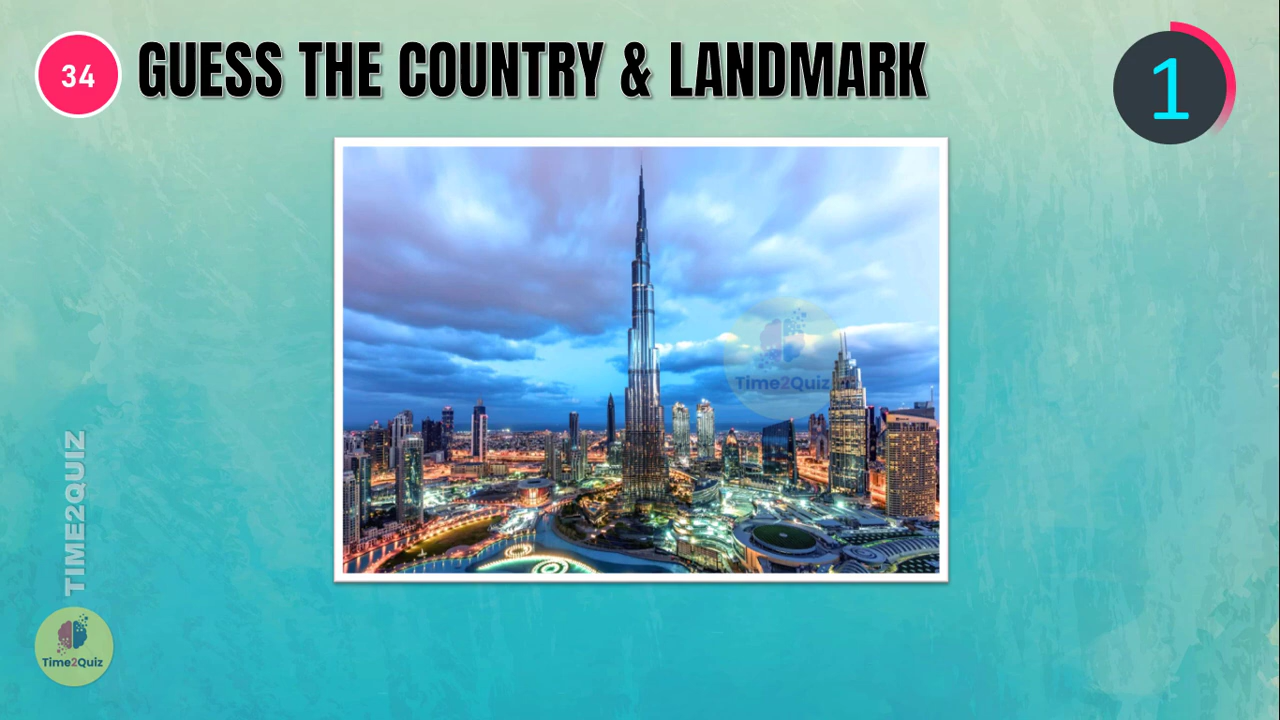 34
GUESS THE COUNTRY & LANDMARK
1
Time2Quiz
TIME2QUIZ
Time2Quiz